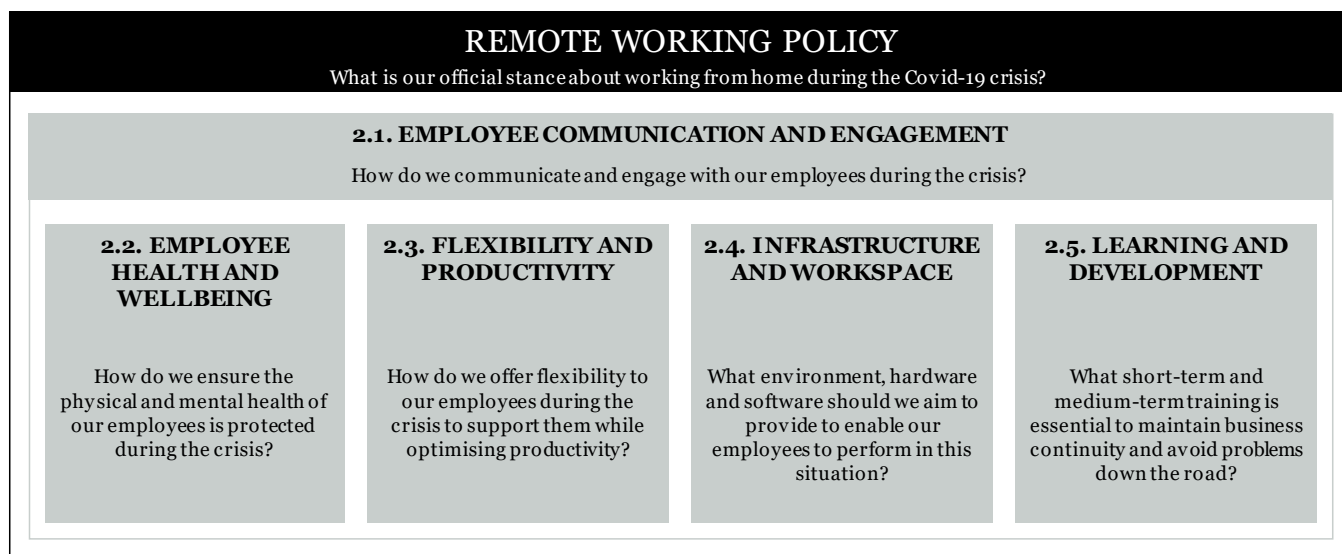 REMOTE WORKING POLICY
What is our official stance about working from home during the Covid-19 crisis?
2.1. EMPLOYEE COMMUNICATION AND ENGAGEMENT
How do we communicate and engage with our employees during the crisis?
2.2. EMPLOYEE
HEALTH AND
WELLBEING
How do we ensure the
physical and mental health of
our employees is protected
during the crisis?
2.3. FLEXIBILITY AND
PRODUCTIVITY
How do we offer flexibility to
our employees during the
crisis to support them while
optimising productivity?
2.4. INFRASTRUCTURE
AND WORKSPACE
What environment, hardware
and software should we aim to
provide to enable our
employees to perform in this
situation?
2.5. LEARNING AND
DEVELOPMENT
What short-term and
medium-term training is
essential to maintain business
continuity and avoid problems
down the road?